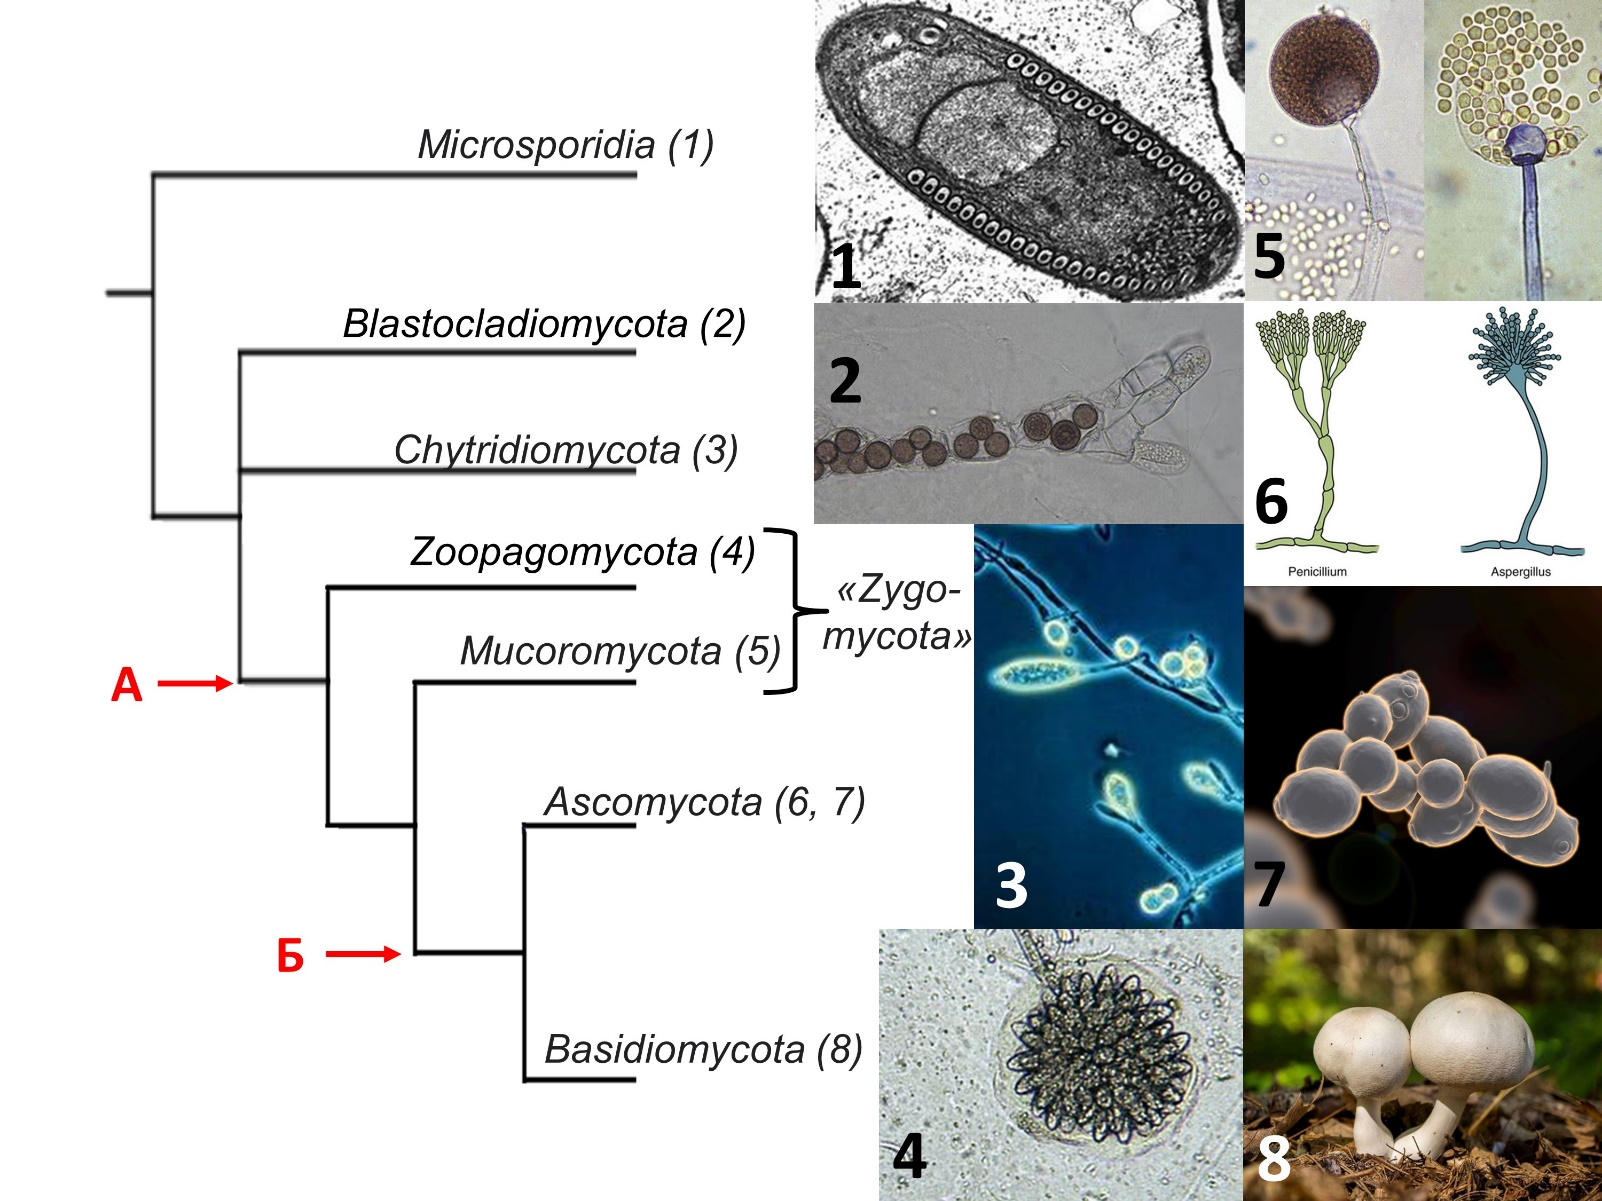 Microsporidia (1)
Blastocladiomycota (2)
Chytridiomycota (3)
Zoopagomycota (4)
«Zygo-
mycota»
Mucoromycota (5)
А
Ascomycota (6, 7)
Б
Basidiomycota (8)
1
5
2
6
Penicillium
Aspergillus
3
7
4
8